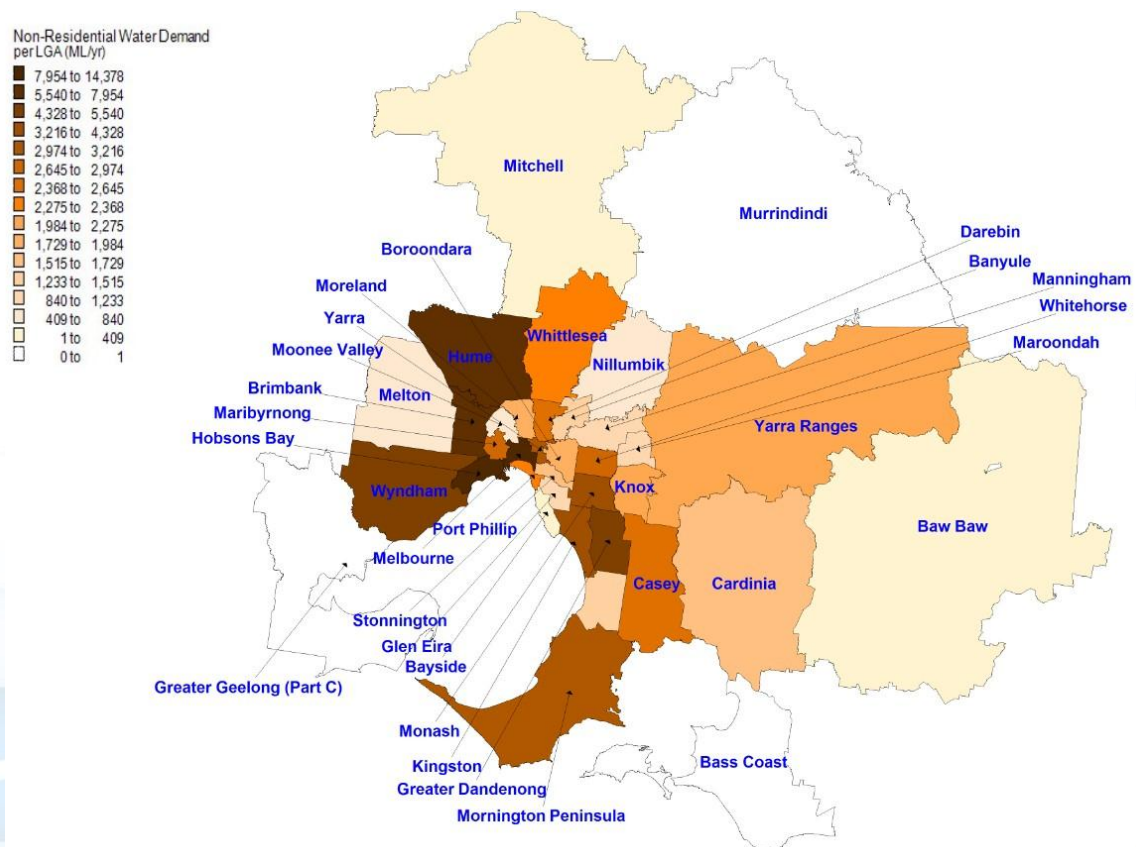 Non-Residential Water Demand
per LGA (ML/yr)
7,954 to 14,378
5,540 to 7,954
4,328 to 5,540
3,216 to 4,328
2,974 to 3,216
2,645 to 2,974
2,368 to 2,645
2,275 to 2,368
1,984 to 2,275
1,729 to 1,984
1,515 to 1,729
1,233 to 1,515
840 to 1,233
409 to 840
1 to 409
0 to 1
Mitchell
Murrindindi
Darebin
Boroondara
Banyule
Moreland
Manningham
Yarra
Whitehorse
Moonee Valley
Hume
Whittlesea
Maroondah
Nillumbik
Brimbank
Melton
Maribyrnong
Yarra Ranges
Hobsons Bay
Wyndham
Knox
Port Phillip
Baw Baw
Melbourne
Casey
Cardinia
Stonnington
Glen Eira
Bayside
Greater Geelong (Part C)
Monash
Bass Coast
Kingston
Greater Dandenong
Mornington Peninsula